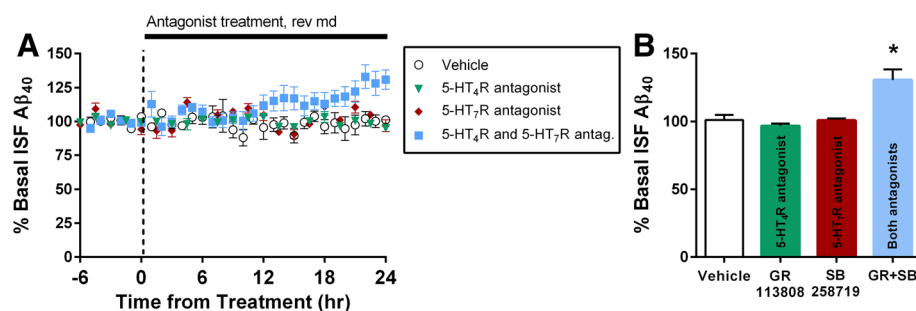 Antagonist treatment, rev md
A
% Basal ISF Aβ40
150
125
100
75
50
25
0
-6
0
6
12
18
24
Time from Treatment (hr)
Vehicle
5-HT4R antagonist
5-HT7R antagonist
5-HT4R and 5-HT7R antag.
B
% Basal ISF Aβ40
150
100
50
0
*
5-HT4R antagonist
5-HT7R antagonist
Both antagonists
Vehicle
GR
113808
SB
258719
GR+SB